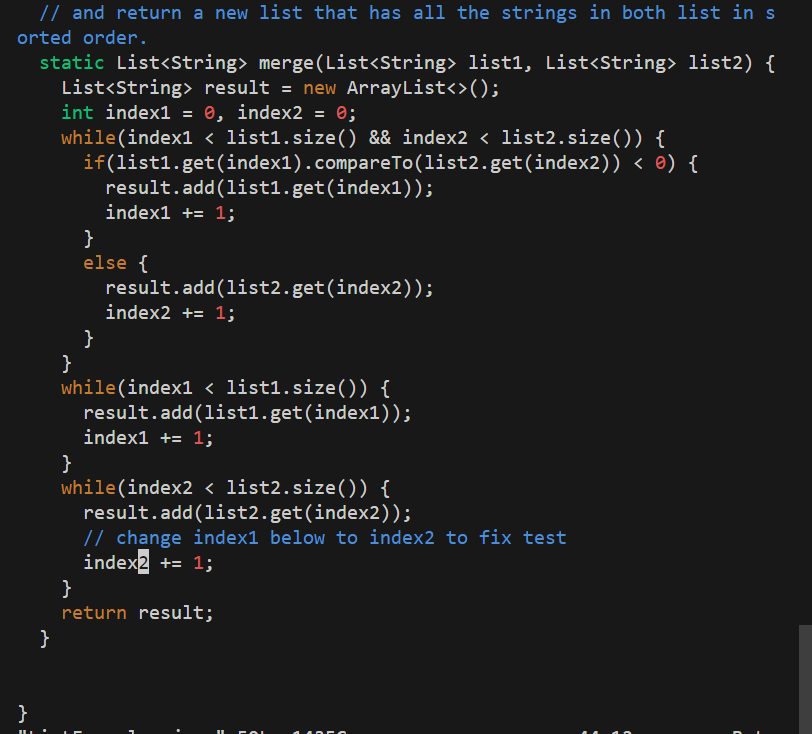 // and return a new list that has all the strings in both list in s
orted order.
static List<String> merge(List<String> list1, List<String> list2) {
List<String> result = new ArrayList<>();
int index1 = 0, index2 = 0;
while(index1 < list1.size() && index2 < list2.size()) {
if(list1.get(index1).compareTo(list2.get(index2)) < 0) {
result.add(list1.get(index1));
index1 += 1;
}
else {
result.add(list2.get(index2));
index2 += 1;
}
}
while(index1 < list1.size()) {
result.add(list1.get(index1));
index1 += 1;
}
while(index2 < list2.size()) {
result.add(list2.get(index2));
// change index1 below to index2 to fix test
index2 += 1;
}
return result;
}
}